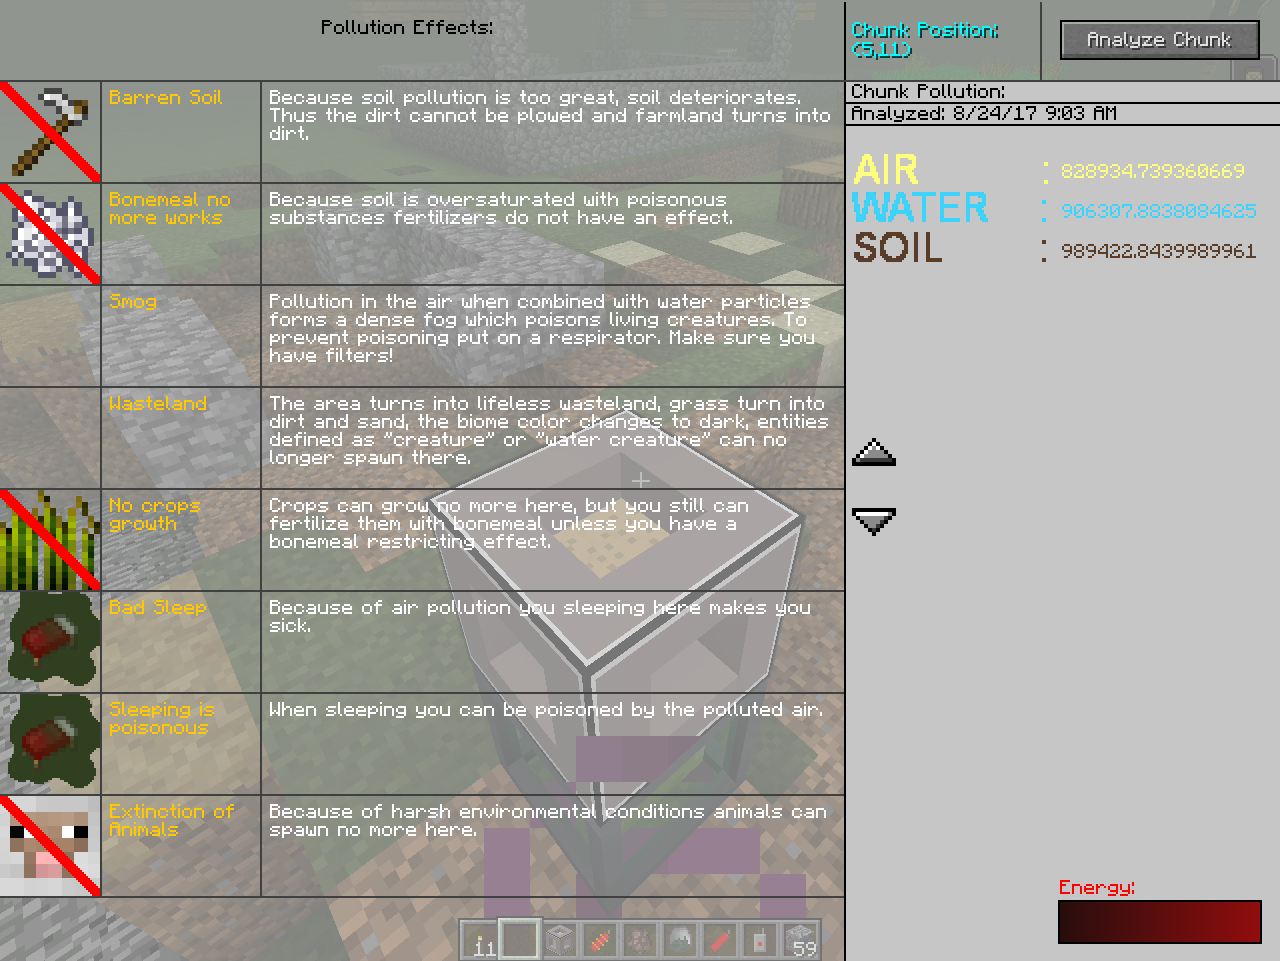 Pollution Effects:
Chunk Position:
(5,11)
Analyze Chunk
Chunk Pollution:
Analyzed: 8/24/17 9:03 AM
AIR : 828934.739360669
WATER : 906307.8838084625
SOIL : 989422.8439989961
Barren Soil
Because soil pollution is too great, soil deteriorates.
Thus the dirt cannot be plowed and farmland turns into
dirt.
Bonemeal no
more works
Because soil is oversaturated with poisonous
substances fertilizers do not have an effect.
Smog
Pollution in the air when combined with water particles
forms a dense fog which poisons living creatures. To
prevent poisoning put on a respirator. Make sure you
have filters!
Wasteland
The area turns into lifeless wasteland, grass turn into
dirt and sand, the biome color changes to dark, entities
defined as "creature" or "water creature" can no
longer spawn there.
No crops
growth
Crops can grow no more here, but you still can
fertilize them with bonemeal unless you have a
bonemeal restricting effect.
Bad Sleep
Because of air pollution you sleeping here makes you
sick.
Sleeping is
poisonous
When sleeping you can be poisoned by the polluted air.
Extinction of
Animals
Because of harsh environmental conditions animals can
spawn no more here.
Energy:
11
59